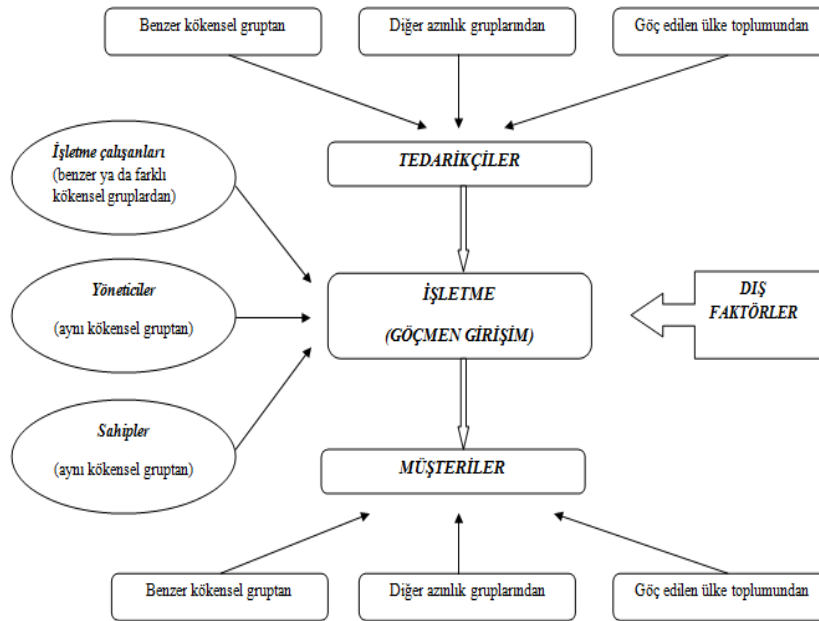 Benzer kökensel gruptan
Diğer azınlık gruplarından
Göç edilen ülke toplumundan
TEDARİKÇİLER
İşletme çalışanları
(benzer ya da farklı
kökensel gruplardan)
Yöneticiler
(aynı kökensel gruptan)
Sahipler
(aynı kökensel gruptan)
İŞLETME
(GÖÇMEN GİRİŞİM)
DIŞ
FAKTÖRLER
MÜŞTERİLER
Benzer kökensel gruptan
Diğer azınlık gruplarından
Göç edilen ülke toplumundan